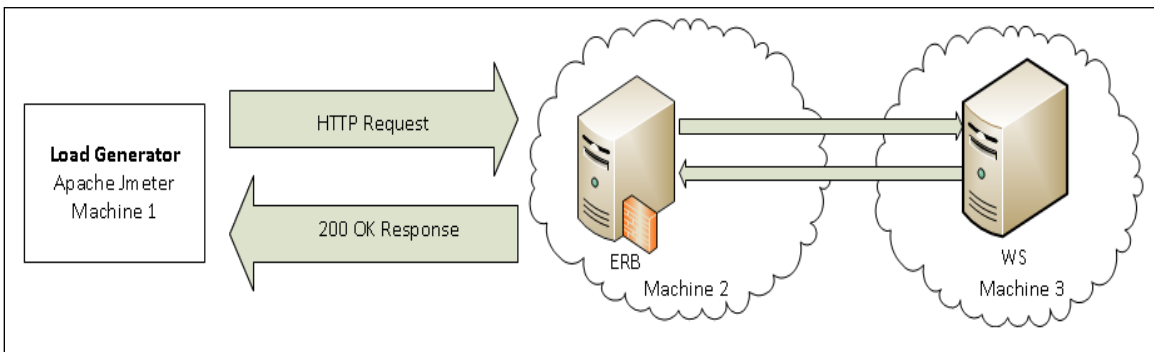 Load Generator
Apache Jmeter
Machine 1
HTTP Request
200 OK Response
ERB
Machine 2
WS
Machine 3